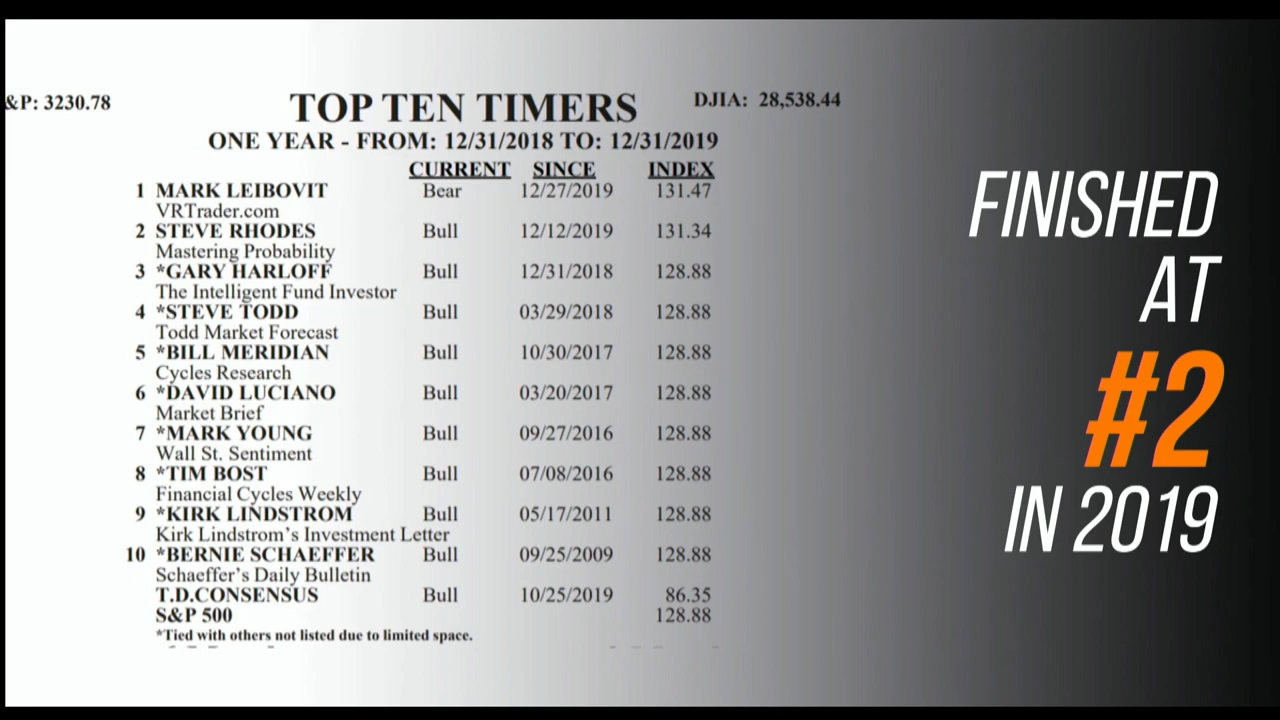 &P: 3230.78
TOP TEN TIMERS
DJIA: 28,538.44
ONE YEAR - FROM: 12/31/2018 TO: 12/31/2019
CURRENT SINCE INDEX
1 MARK LEIBOVIT Bear 12/27/2019 131.47
VRTrader.com
2 STEVE RHODES Bull 12/12/2019 131.34
Mastering Probability
3 *GARY HARLOFF Bull 12/31/2018 128.88
The Intelligent Fund Investor
4 *STEVE TODD Bull 03/29/2018 128.88
Todd Market Forecast
5 *BILL MERIDIAN Bull 10/30/2017 128.88
Cycles Research
6 *DAVID LUCIANO Bull 03/20/2017 128.88
Market Brief
7 *MARK YOUNG Bull 09/27/2016 128.88
Wall St. Sentiment
8 *TIM BOST Bull 07/08/2016 128.88
Financial Cycles Weekly
9 *KIRK LINDSTROM Bull 05/17/2011 128.88
Kirk Lindstrom's Investment Letter
10 *BERNIE SCHAEFFER Bull 09/25/2009 128.88
Schaeffer's Daily Bulletin
T.D.CONSENSUS Bull 10/25/2019 86.35
S&P 500 128.88
*Tied with others not listed due to limited space.
FINISHED
AT
#2
IN 2019